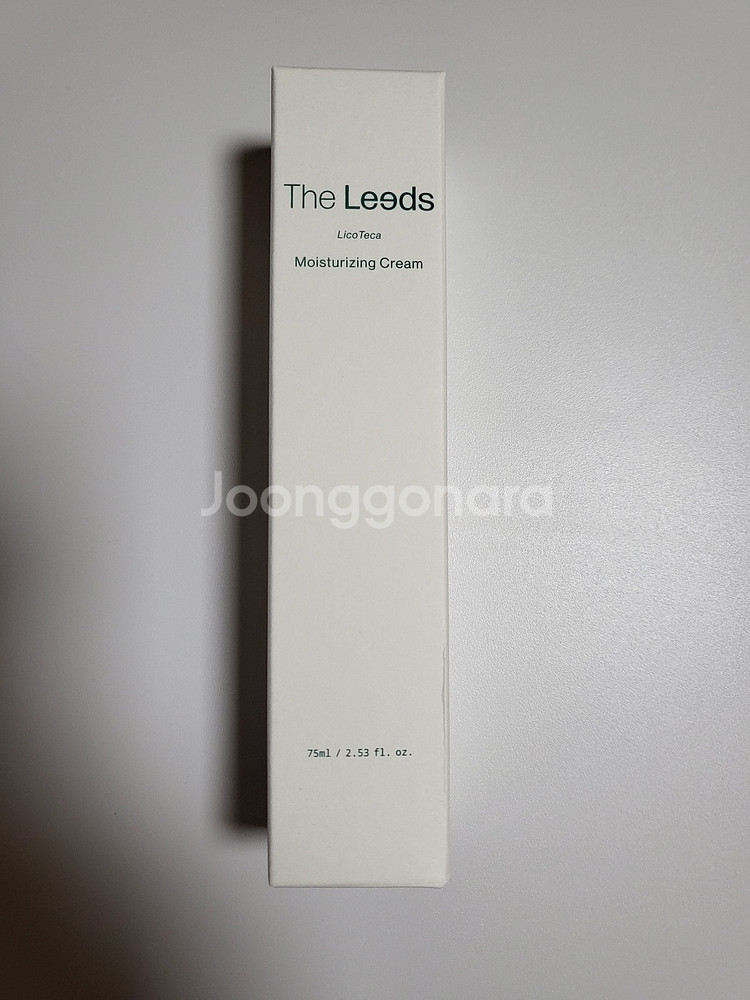 The Leeds
LicoTeca
Moisturizing Cream
Joonggonara
75ml / 2.53 fl. oz.